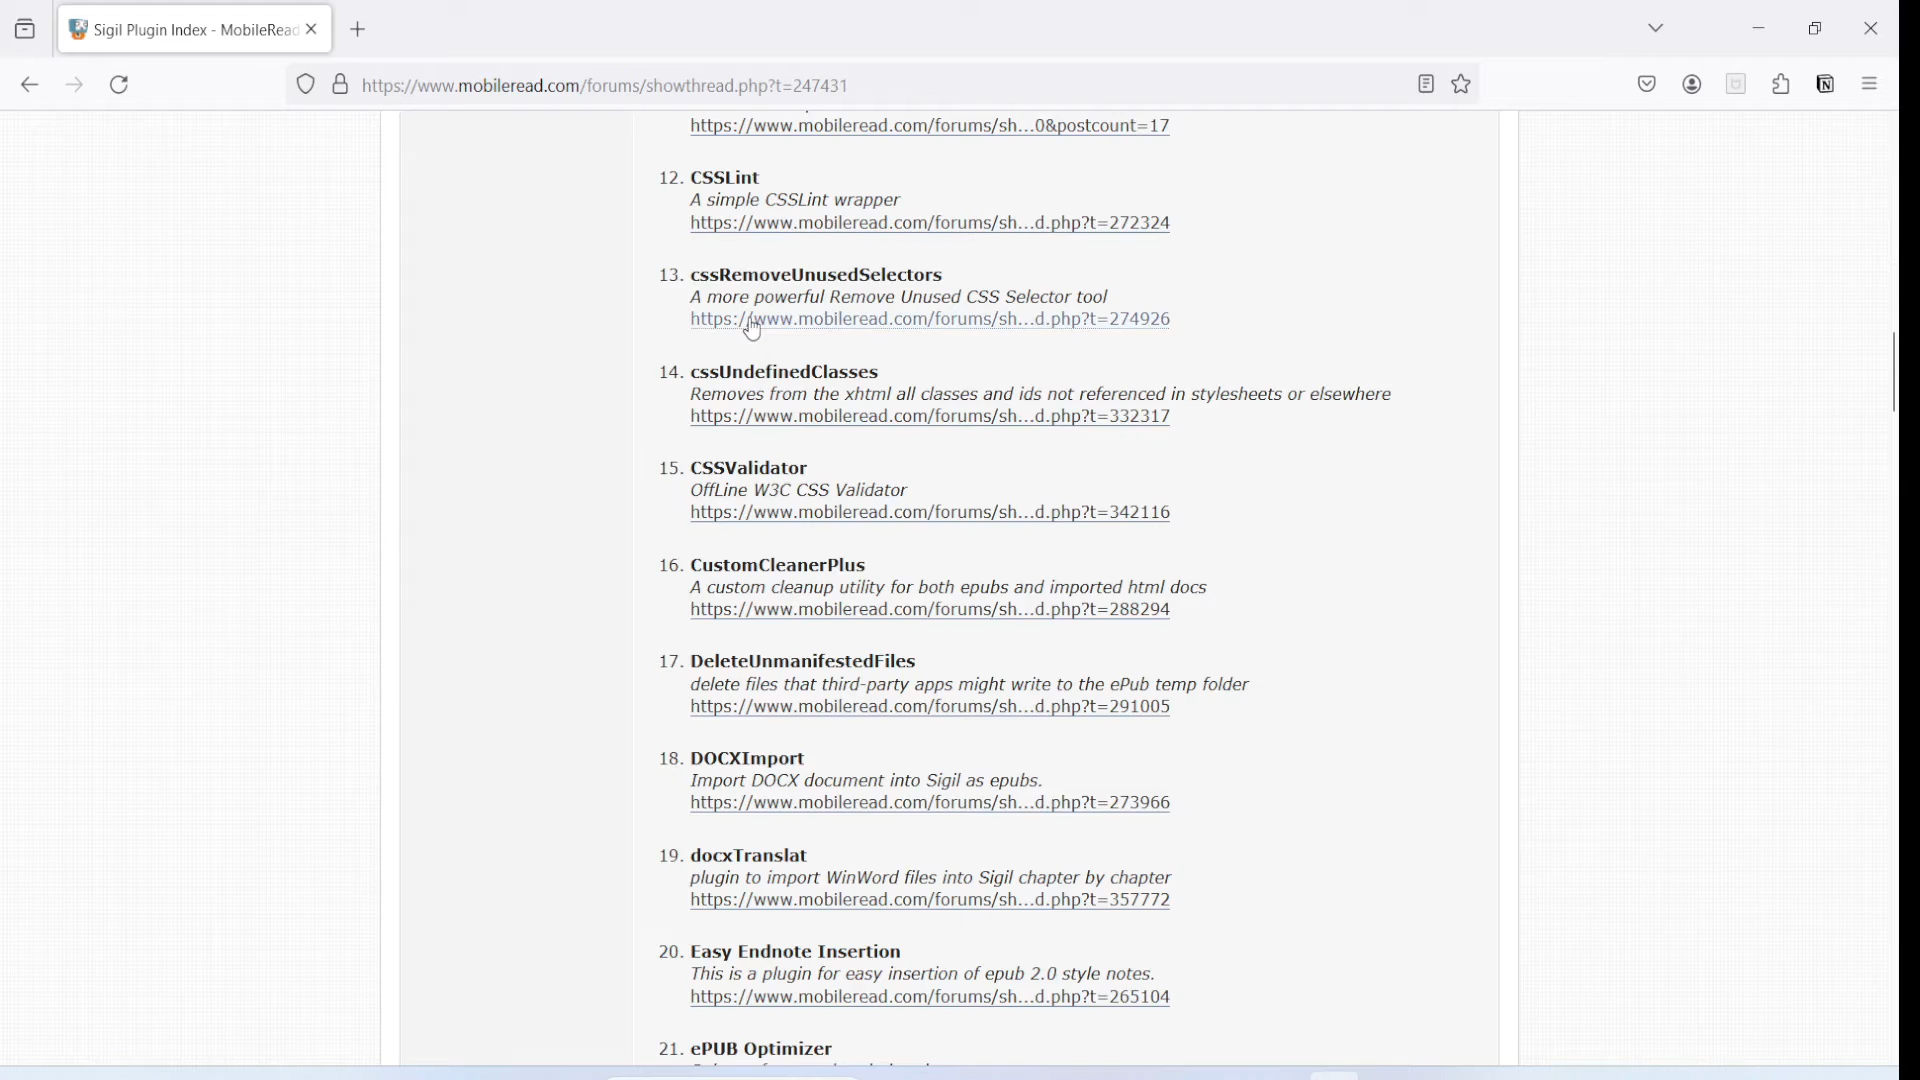 Sigil Plugin Index - MobileRead
https://www.mobileread.com/forums/showthread.php?t=247431
https://www.mobileread.com/forums/sh...0&postcount=17
12. CSSLint
A simple CSSLint wrapper
https://www.mobileread.com/forums/sh...d.php?t=272324
13. cssRemoveUnusedSelectors
A more powerful Remove Unused CSS Selector tool
https://www.mobileread.com/forums/sh...d.php?t=274926
14. cssUndefinedClasses
Removes from the xhtml all classes and ids not referenced in stylesheets or elsewhere
https://www.mobileread.com/forums/sh...d.php?t=332317
15. CSSValidator
OffLine W3C CSS Validator
https://www.mobileread.com/forums/sh...d.php?t=342116
16. CustomCleanerPlus
A custom cleanup utility for both epubs and imported html docs
https://www.mobileread.com/forums/sh...d.php?t=288294
17. DeleteUnmanifestedFiles
delete files that third-party apps might write to the ePub temp folder
https://www.mobileread.com/forums/sh...d.php?t=291005
18. DOCXImport
Import DOCX document into Sigil as epubs.
https://www.mobileread.com/forums/sh...d.php?t=273966
19. docxTranslat
plugin to import WinWord files into Sigil chapter by chapter
https://www.mobileread.com/forums/sh...d.php?t=357772
20. Easy Endnote Insertion
This is a plugin for easy insertion of epub 2.0 style notes.
https://www.mobileread.com/forums/sh...d.php?t=265104
21. ePUB Optimizer